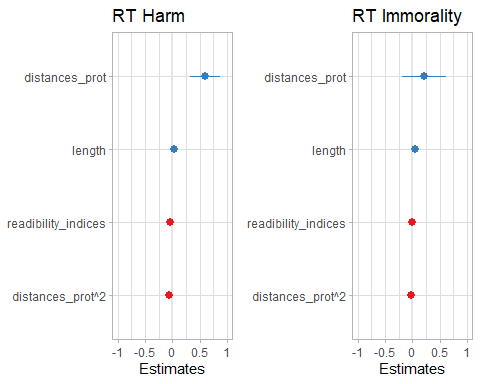 RT Harm
distances_prot
length
readibility_indices
distances_prot^2
-1 -0.5 0 0.5 1
Estimates
RT Immorality
distances_prot
length
readibility_indices
distances_prot^2
-1 -0.5 0 0.5 1
Estimates